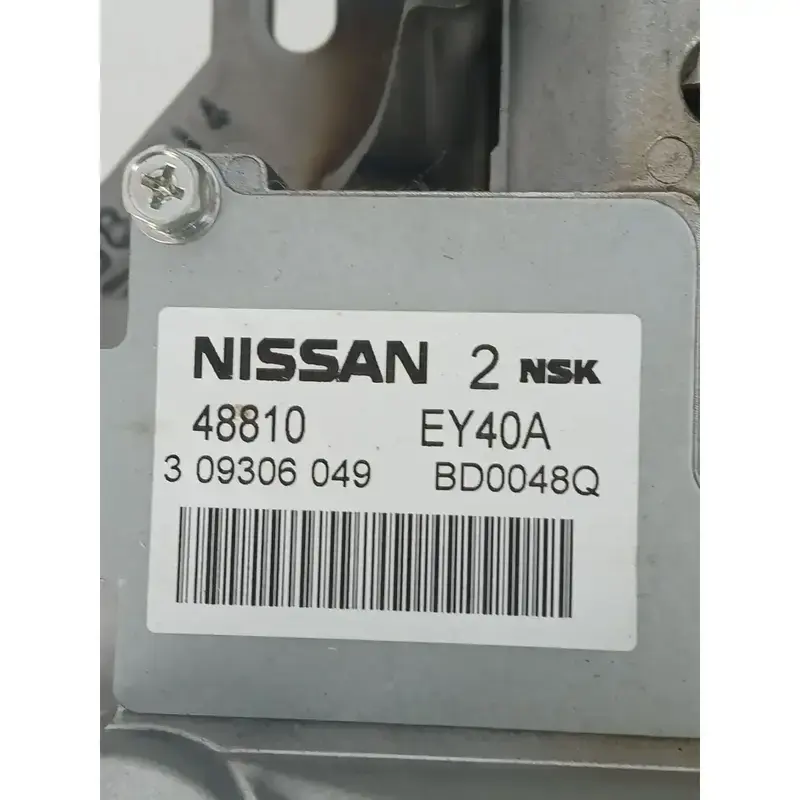 NISSAN 2 NSK
48810 EY40A
3 09306 049 BD0048Q